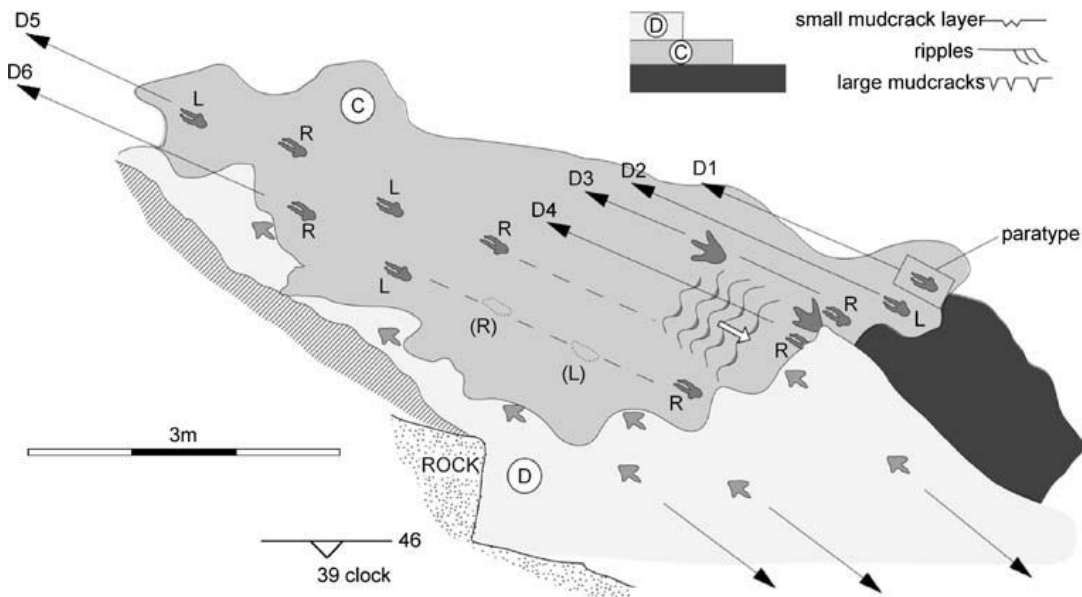 D5
D6
L
C
R
D
C
small mudcrack layer
ripples
large mudcracks
L
R
D2
D1
D3
D4
R
paratype
L
R
L
R
(R)
(L)
R
3m
ROCK
D
46
39 clock